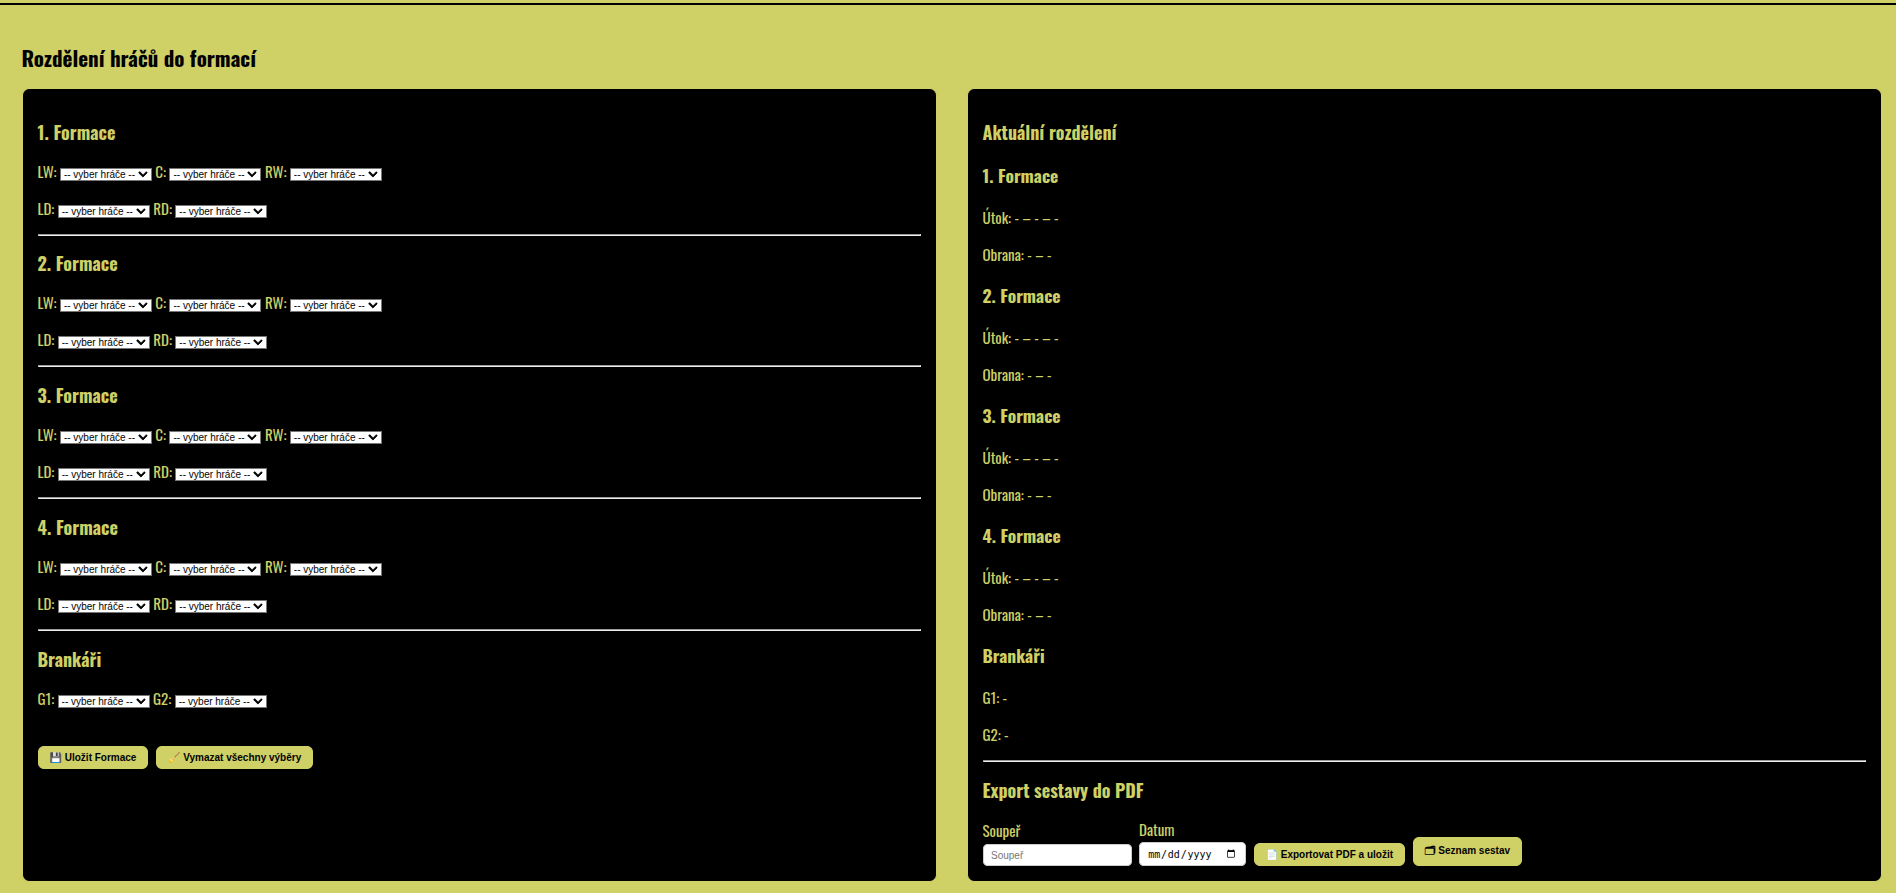 Rozdělení hráčů do formací
1. Formace
LW: -- vyber hráče -- C: -- vyber hráče -- RW: -- vyber hráče --
LD: -- vyber hráče -- RD: -- vyber hráče --
2. Formace
LW: -- vyber hráče -- C: -- vyber hráče -- RW: -- vyber hráče --
LD: -- vyber hráče -- RD: -- vyber hráče --
3. Formace
LW: -- vyber hráče -- C: -- vyber hráče -- RW: -- vyber hráče --
LD: -- vyber hráče -- RD: -- vyber hráče --
4. Formace
LW: -- vyber hráče -- C: -- vyber hráče -- RW: -- vyber hráče --
LD: -- vyber hráče -- RD: -- vyber hráče --
Brankáři
G1: -- vyber hráče -- G2: -- vyber hráče --
💾 Uložit Formace 🧹 Vymazat všechny výběry
Aktuální rozdělení
1. Formace
Útok: - – - – -
Obrana: - – -
2. Formace
Útok: - – - – -
Obrana: - – -
3. Formace
Útok: - – - – -
Obrana: - – -
4. Formace
Útok: - – - – -
Obrana: - – -
Brankáři
G1: -
G2: -
Export sestavy do PDF
Soupeř Datum
Soupeř mm/dd/yyyy 📄 Exportovat PDF a uložit 🗂 Seznam sestav